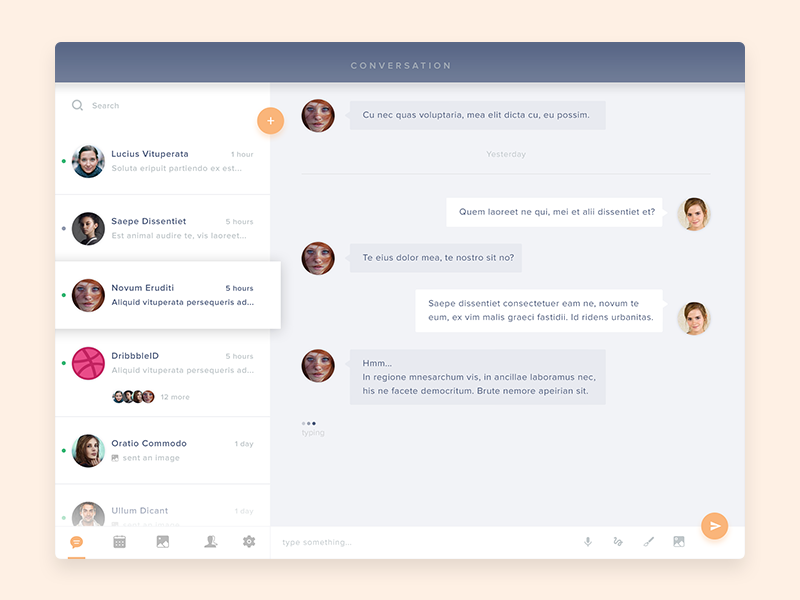 CONVERSATION
Search
+
Lucius Vituperata
1 hour
Soluta eripuit partiendo ex est...
Saepe Dissentiet
5 hours
Est animal audire te, vis laoreet...
Novum Eruditi
5 hours
Aliquid vituperata persequeris ad...
DribbbleID
5 hours
Aliquid vituperata persequeris ad...
12 more
Oratio Commodo
1 day
sent an image
Ullum Dicant
1 day
sent an image
Cu nec quas voluptaria, mea elit dicta cu, eu possim.
Yesterday
Quem laoreet ne qui, mei et alii dissentiet et?
Te eius dolor mea, te nostro sit no?
Saepe dissentiet consectetuer eam ne, novum te
eum, ex vim malis graeci fastidii. Id ridens urbanitas.
Hmm...
In regione mnesarchum vis, in ancillae laboramus nec,
his ne facete democritum. Brute nemore apeirian sit.
typing
type something...